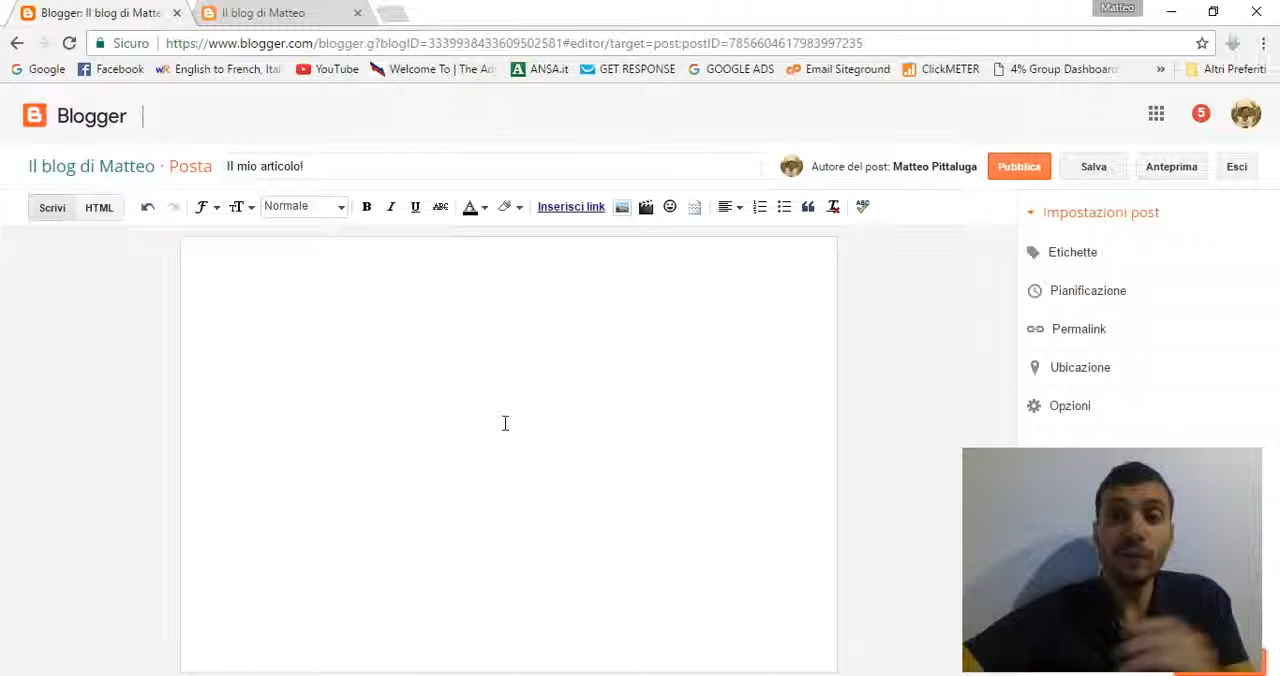 Blogger: Il blog di Matte
Il blog di Matteo
Matteo
Sicuro
https://www.blogger.com/blogger.g?blogID=3339938433609502581#editor/target=post:postID=7856604617983997235
Google
Facebook
English to French, Ital
YouTube
Welcome To | The Ad
ANSA.it
GET RESPONSE
GOOGLE ADS
Email Siteground
ClickMETER
4% Group Dashboard
»
Altri Preferiti
Blogger
5
Il blog di Matteo · Posta
Il mio articolo!
Autore del post: Matteo Pittaluga
Pubblica
Salva
Anteprima
Esci
Scrivi
HTML
Normale
B
I
U
ABC
A
Inserisci link
Impostazioni post
Etichette
Pianificazione
Permalink
Ubicazione
Opzioni